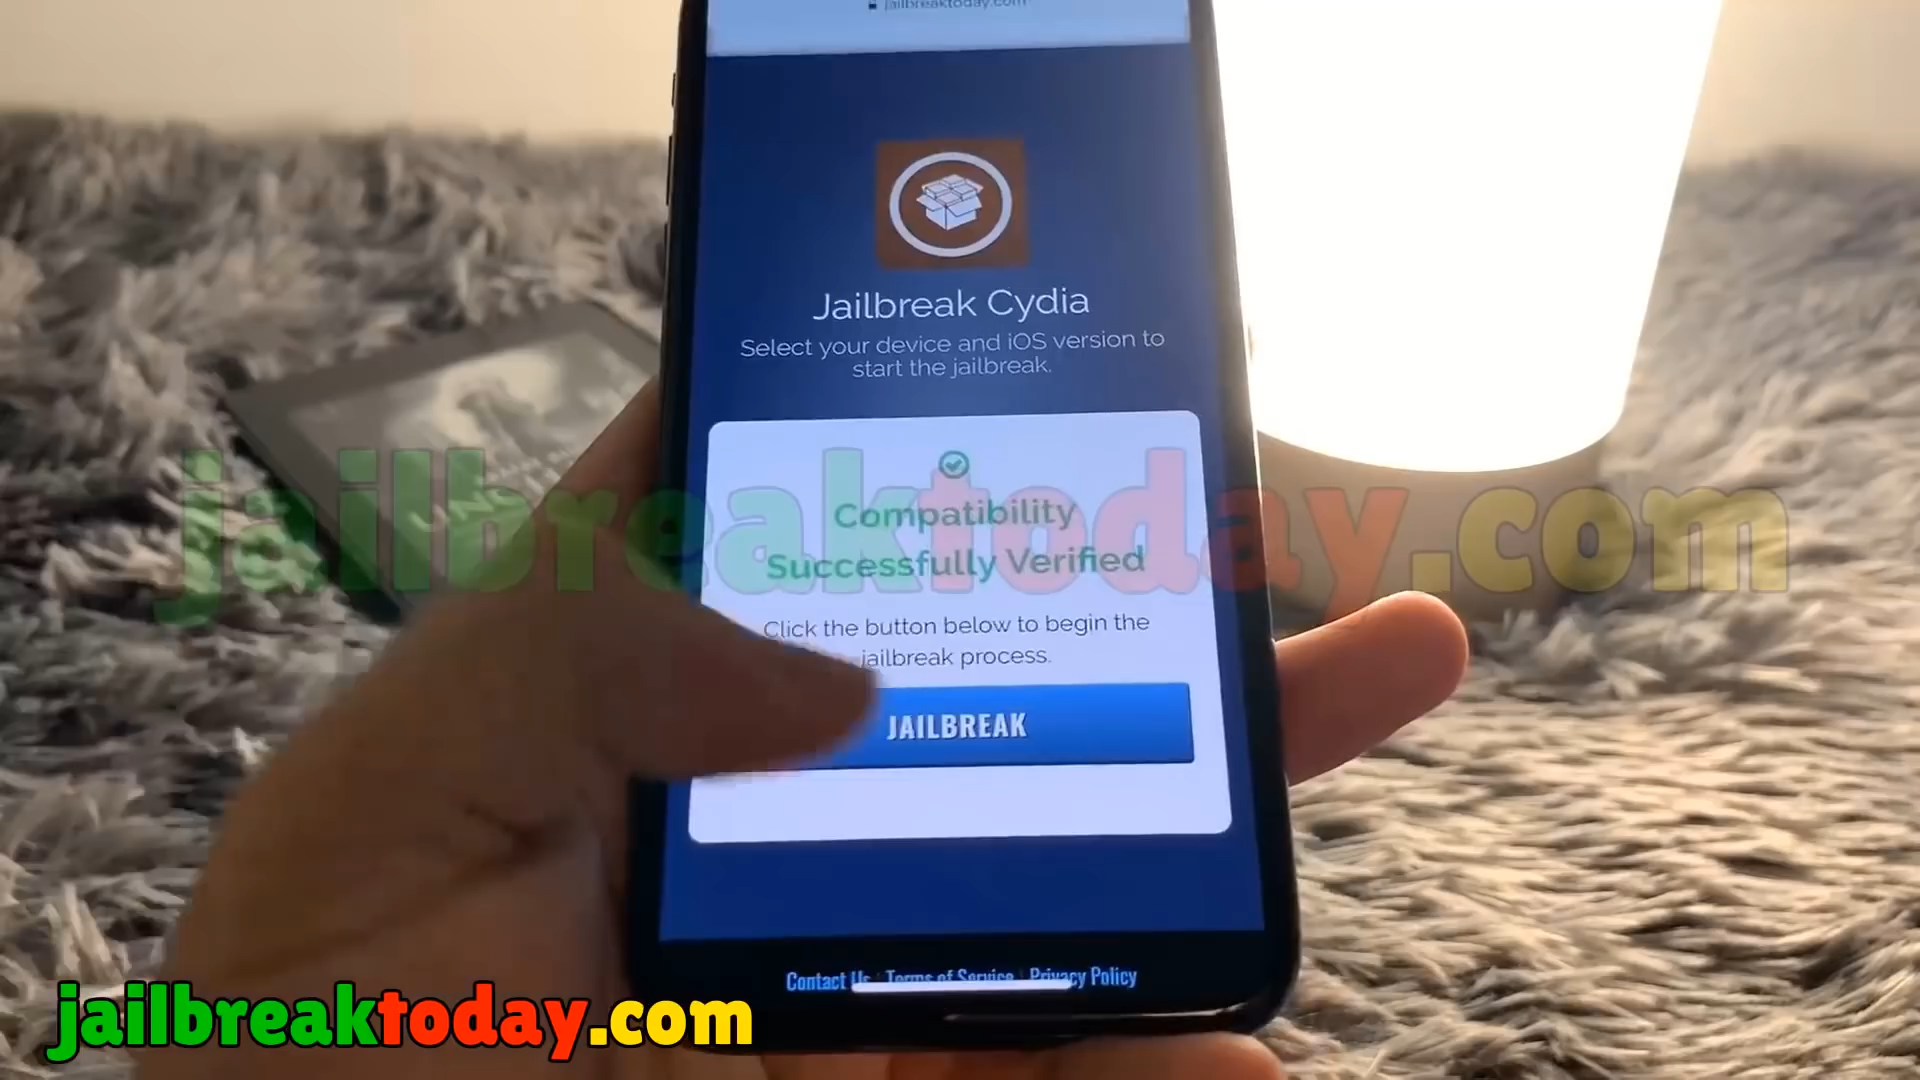 jailbreaktoday.com
Jailbreak Cydia
Select your device and iOS version to
start the jailbreak.
Compatibility
Successfully Verified
jailbreaktoday.com
Click the button below to begin the
jailbreak process.
JAILBREAK
Contact Us | Terms of Service | Privacy Policy
jailbreaktoday.com